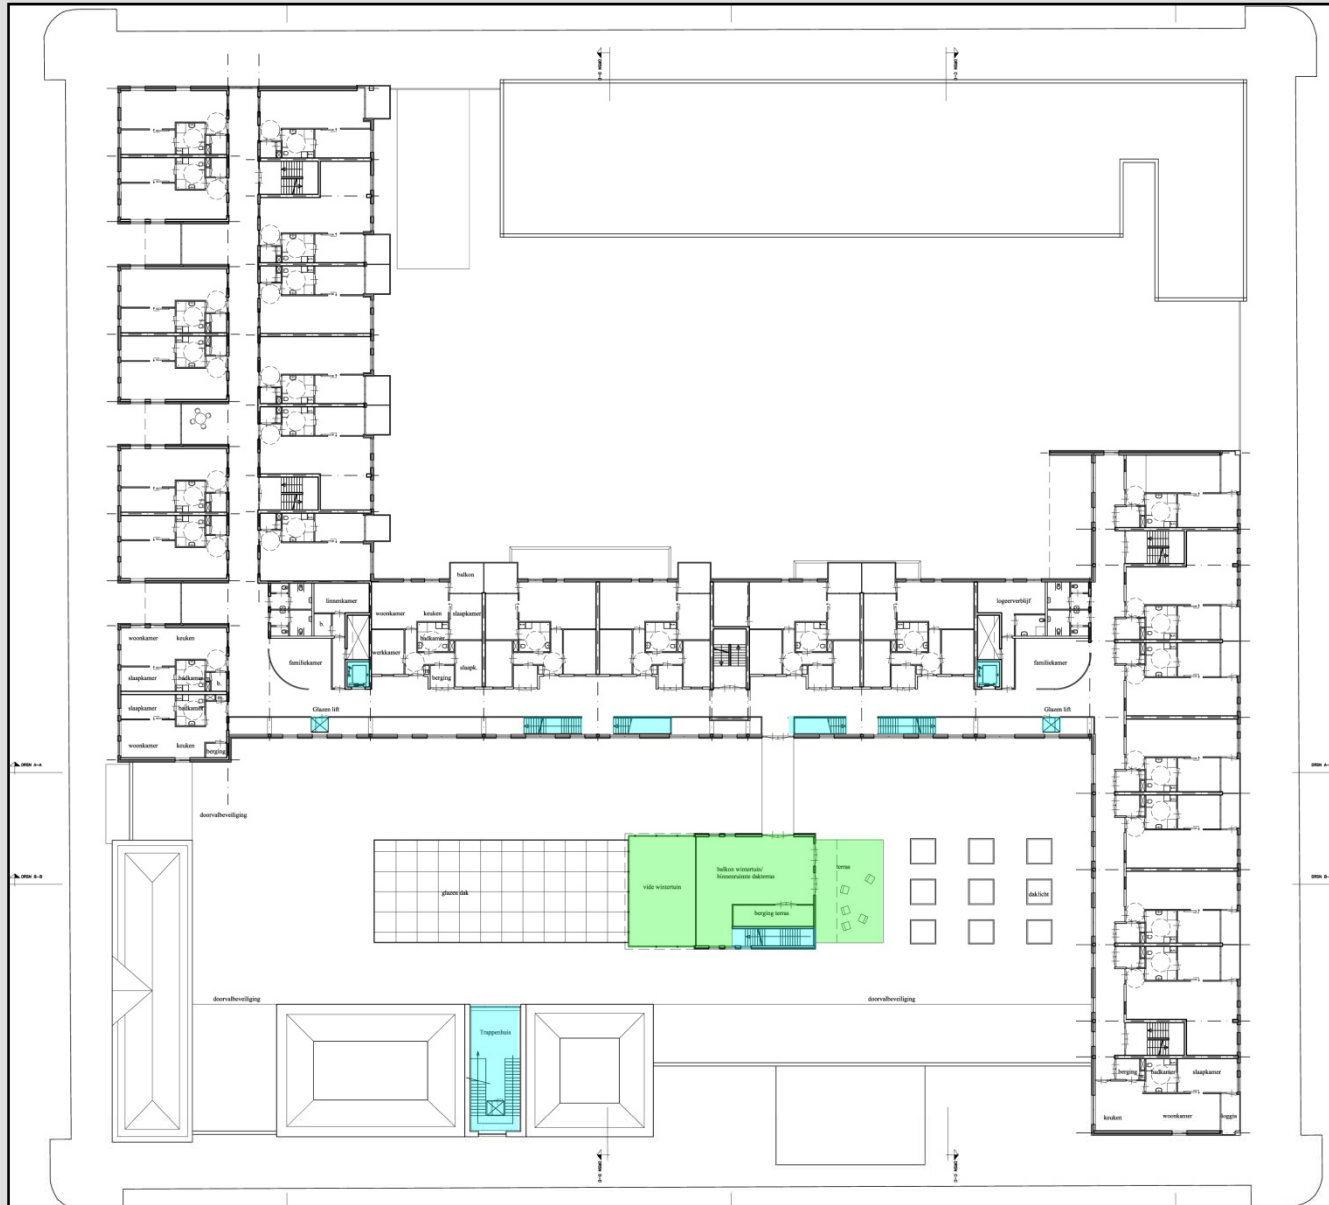 balkon
linnenkamer
woonkamer
keuken
slaapkamer
b.
badkamer
werkkamer
familiekamer
slaapk.
berging
logeerverblijf
familiekamer
woonkamer
keuken
slaapkamer
badkamer
b.
slaapkamer
badkamer
woonkamer
keuken
berging
Glazen lift
Glazen lift
DRSN A-A
doorvalbeveiliging
glazen dak
vide wintertuin
balkon wintertuin/
binnenruimte dakterras
terras
daklicht
berging terras
DRSN B-B
doorvalbeveiliging
doorvalbeveiliging
Trappenhuis
berging
badkamer
slaapkamer
keuken
woonkamer
loggia